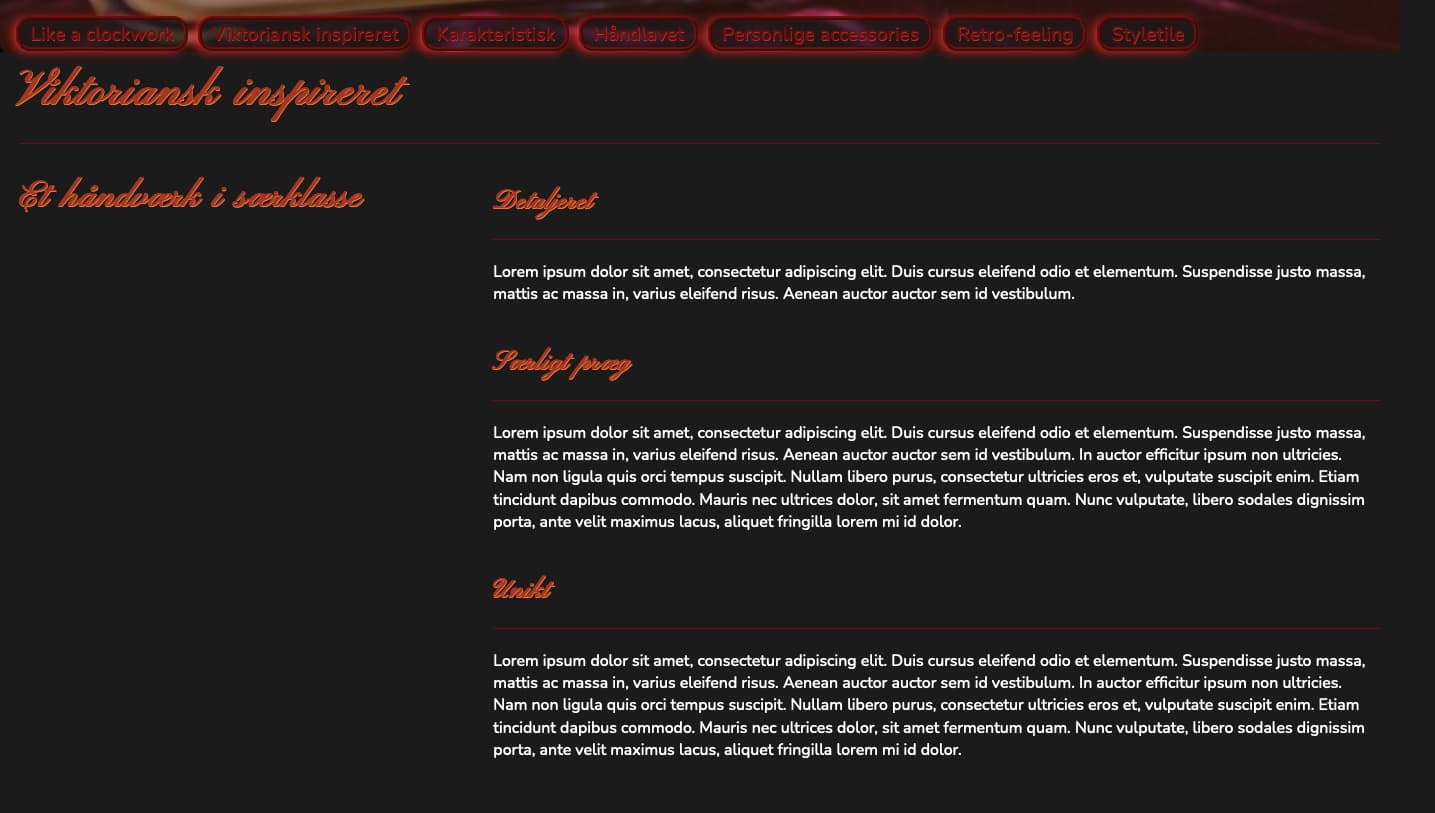 Like a clockwork Viktoriansk inspireret Karakteristisk Håndlavet Personlige accessories Retro-feeling Styletile
Viktoriansk inspireret
Et håndværk i særklasse
Detaljeret
Lorem ipsum dolor sit amet, consectetur adipiscing elit. Duis cursus eleifend odio et elementum. Suspendisse justo massa,
mattis ac massa in, varius eleifend risus. Aenean auctor auctor sem id vestibulum.
Særligt præg
Lorem ipsum dolor sit amet, consectetur adipiscing elit. Duis cursus eleifend odio et elementum. Suspendisse justo massa,
mattis ac massa in, varius eleifend risus. Aenean auctor auctor sem id vestibulum. In auctor efficitur ipsum non ultricies.
Nam non ligula quis orci tempus suscipit. Nullam libero purus, consectetur ultricies eros et, vulputate suscipit enim. Etiam
tincidunt dapibus commodo. Mauris nec ultrices dolor, sit amet fermentum quam. Nunc vulputate, libero sodales dignissim
porta, ante velit maximus lacus, aliquet fringilla lorem mi id dolor.
Unikt
Lorem ipsum dolor sit amet, consectetur adipiscing elit. Duis cursus eleifend odio et elementum. Suspendisse justo massa,
mattis ac massa in, varius eleifend risus. Aenean auctor auctor sem id vestibulum. In auctor efficitur ipsum non ultricies.
Nam non ligula quis orci tempus suscipit. Nullam libero purus, consectetur ultricies eros et, vulputate suscipit enim. Etiam
tincidunt dapibus commodo. Mauris nec ultrices dolor, sit amet fermentum quam. Nunc vulputate, libero sodales dignissim
porta, ante velit maximus lacus, aliquet fringilla lorem mi id dolor.